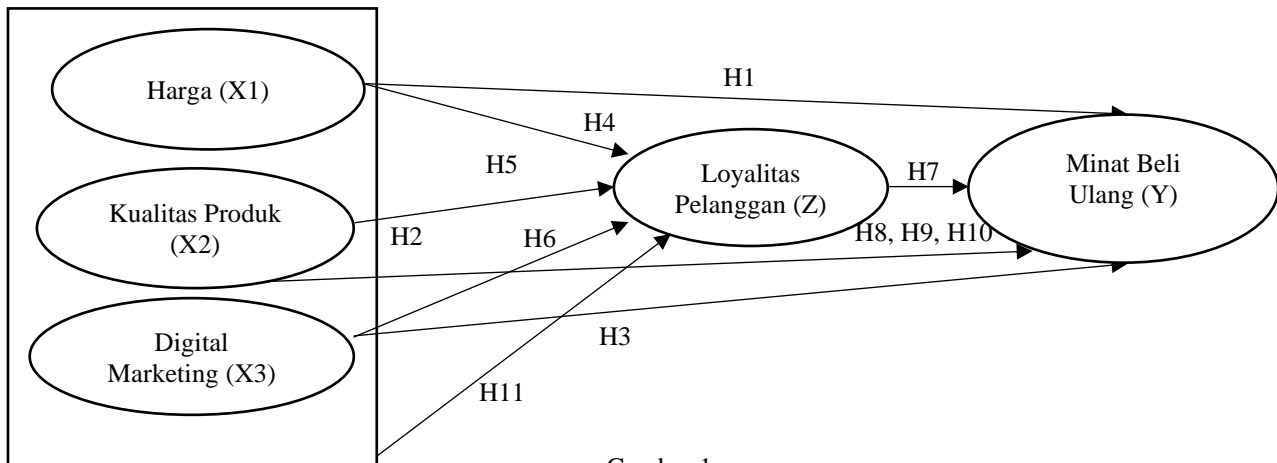 Harga (X1)
H1
H4
H5
Loyalitas
Pelanggan (Z)
H7
Minat Beli
Ulang (Y)
Kualitas Produk
(X2)
H2
H6
H8, H9, H10
Digital
Marketing (X3)
H3
H11